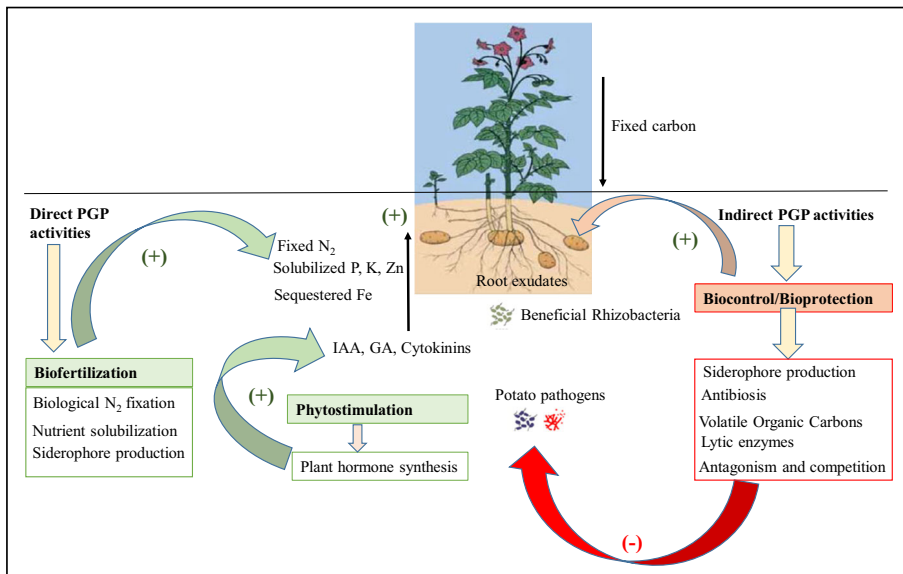 Fixed carbon
Direct PGP
activities
(+)
Fixed N₂
Solubilized P, K, Zn
Sequestered Fe
(+)
Root exudates
Beneficial Rhizobacteria
(+)
Indirect PGP activities
Biocontrol/Bioprotection
IAA, GA, Cytokinins
Biofertilization
Biological N₂ fixation
Nutrient solubilization
Siderophore production
(+)
Phytostimulation
Plant hormone synthesis
Potato pathogens
Siderophore production
Antibiosis
Volatile Organic Carbons
Lytic enzymes
Antagonism and competition
(-)